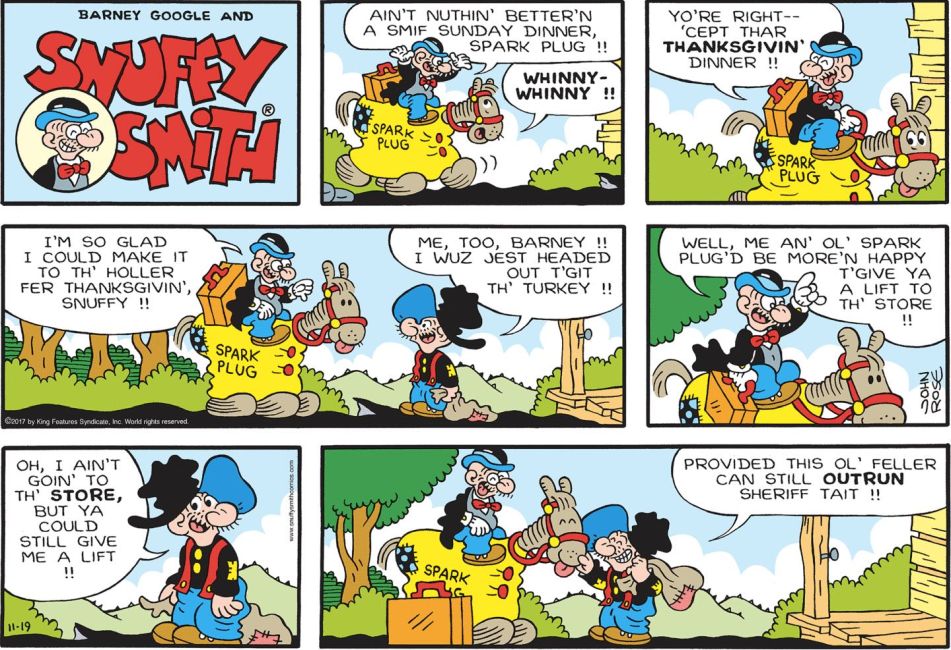 BARNEY GOOGLE AND
SNUFFY
SMITH
®
AIN'T NUTHIN' BETTER'N
A SMIF SUNDAY DINNER,
SPARK PLUG !!
WHINNY-
WHINNY !!
SPARK
PLUG
YO'RE RIGHT--
'CEPT THAR
THANKSGIVIN'
DINNER !!
SPARK
PLUG
I'M SO GLAD
I COULD MAKE IT
TO TH' HOLLER
FER THANKSGIVIN',
SNUFFY !!
ME, TOO, BARNEY !!
I WUZ JEST HEADED
OUT T'GIT
TH' TURKEY !!
SPARK
PLUG
©2017 by King Features Syndicate, Inc. World rights reserved.
WELL, ME AN' OL' SPARK
PLUG'D BE MORE'N HAPPY
T'GIVE YA
A LIFT TO
TH' STORE
!!
JOHN
ROSE
OH, I AIN'T
GOIN' TO
TH' STORE,
BUT YA
COULD
STILL GIVE
ME A LIFT
!!
www.snuffysmithcomics.com
11-19
PROVIDED THIS OL' FELLER
CAN STILL OUTRUN
SHERIFF TAIT !!
SPARK
G